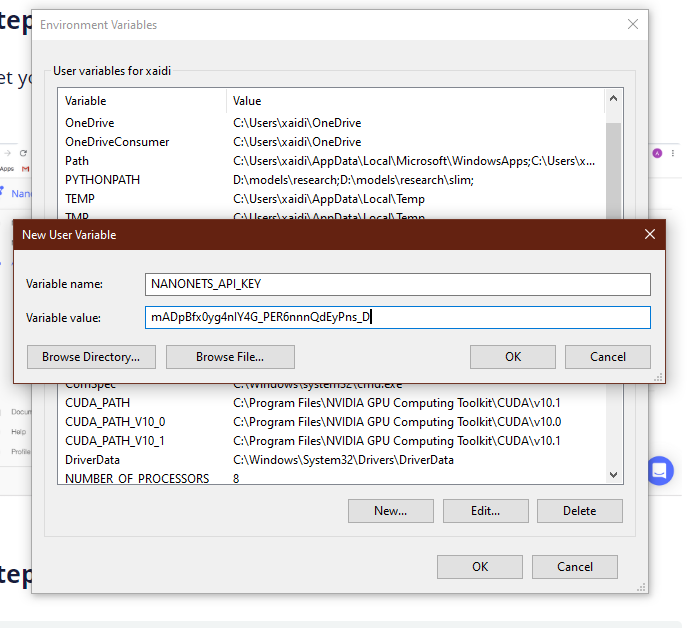 tep
Environment Variables
et yo
User variables for xaidi
Variable Value
OneDrive C:\Users\xaidi\OneDrive
OneDriveConsumer C:\Users\xaidi\OneDrive
Path C:\Users\xaidi\AppData\Local\Microsoft\WindowsApps;C:\Users\x...
PYTHONPATH D:\models\research;D:\models\research\slim;
TEMP C:\Users\xaidi\AppData\Local\Temp
TMP C:\Users\xaidi\AppData\Local\Temp
Apps
Nano
New User Variable
Variable name: NANONETS_API_KEY
Variable value: mADpBfx0yg4nlY4G_PER6nnnQdEyPns_D
Browse Directory... Browse File... OK Cancel
ComSpec C:\Windows\system32\cmd.exe
CUDA_PATH C:\Program Files\NVIDIA GPU Computing Toolkit\CUDA\v10.1
CUDA_PATH_V10_0 C:\Program Files\NVIDIA GPU Computing Toolkit\CUDA\v10.0
CUDA_PATH_V10_1 C:\Program Files\NVIDIA GPU Computing Toolkit\CUDA\v10.1
DriverData C:\Windows\System32\Drivers\DriverData
NUMBER_OF_PROCESSORS 8
Docum
Help
Profile
New... Edit... Delete
OK Cancel
tep